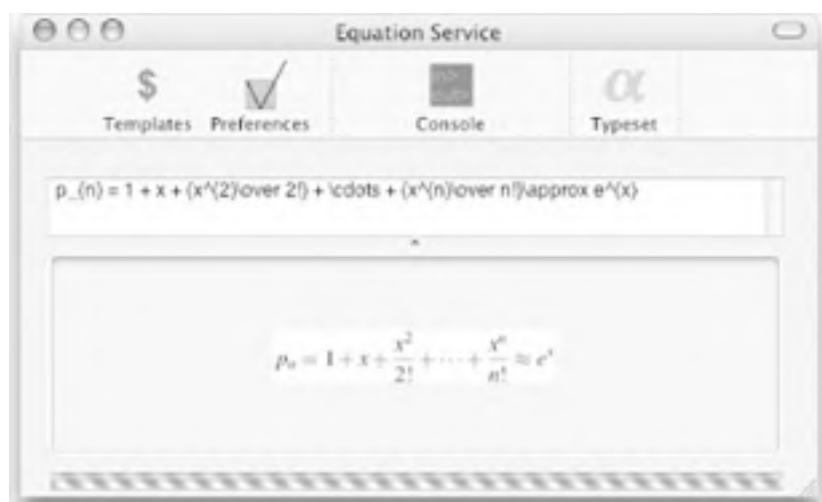 Equation Service
$ α
Templates Preferences Console Typeset
p_{n} = 1 + x + {x^{2}\over 2!} + \cdots + {x^{n}\over n!}\approx e^{x}
pₙ = 1 + x + x²/2! + ⋯ + xⁿ/n! ≈ eˣ